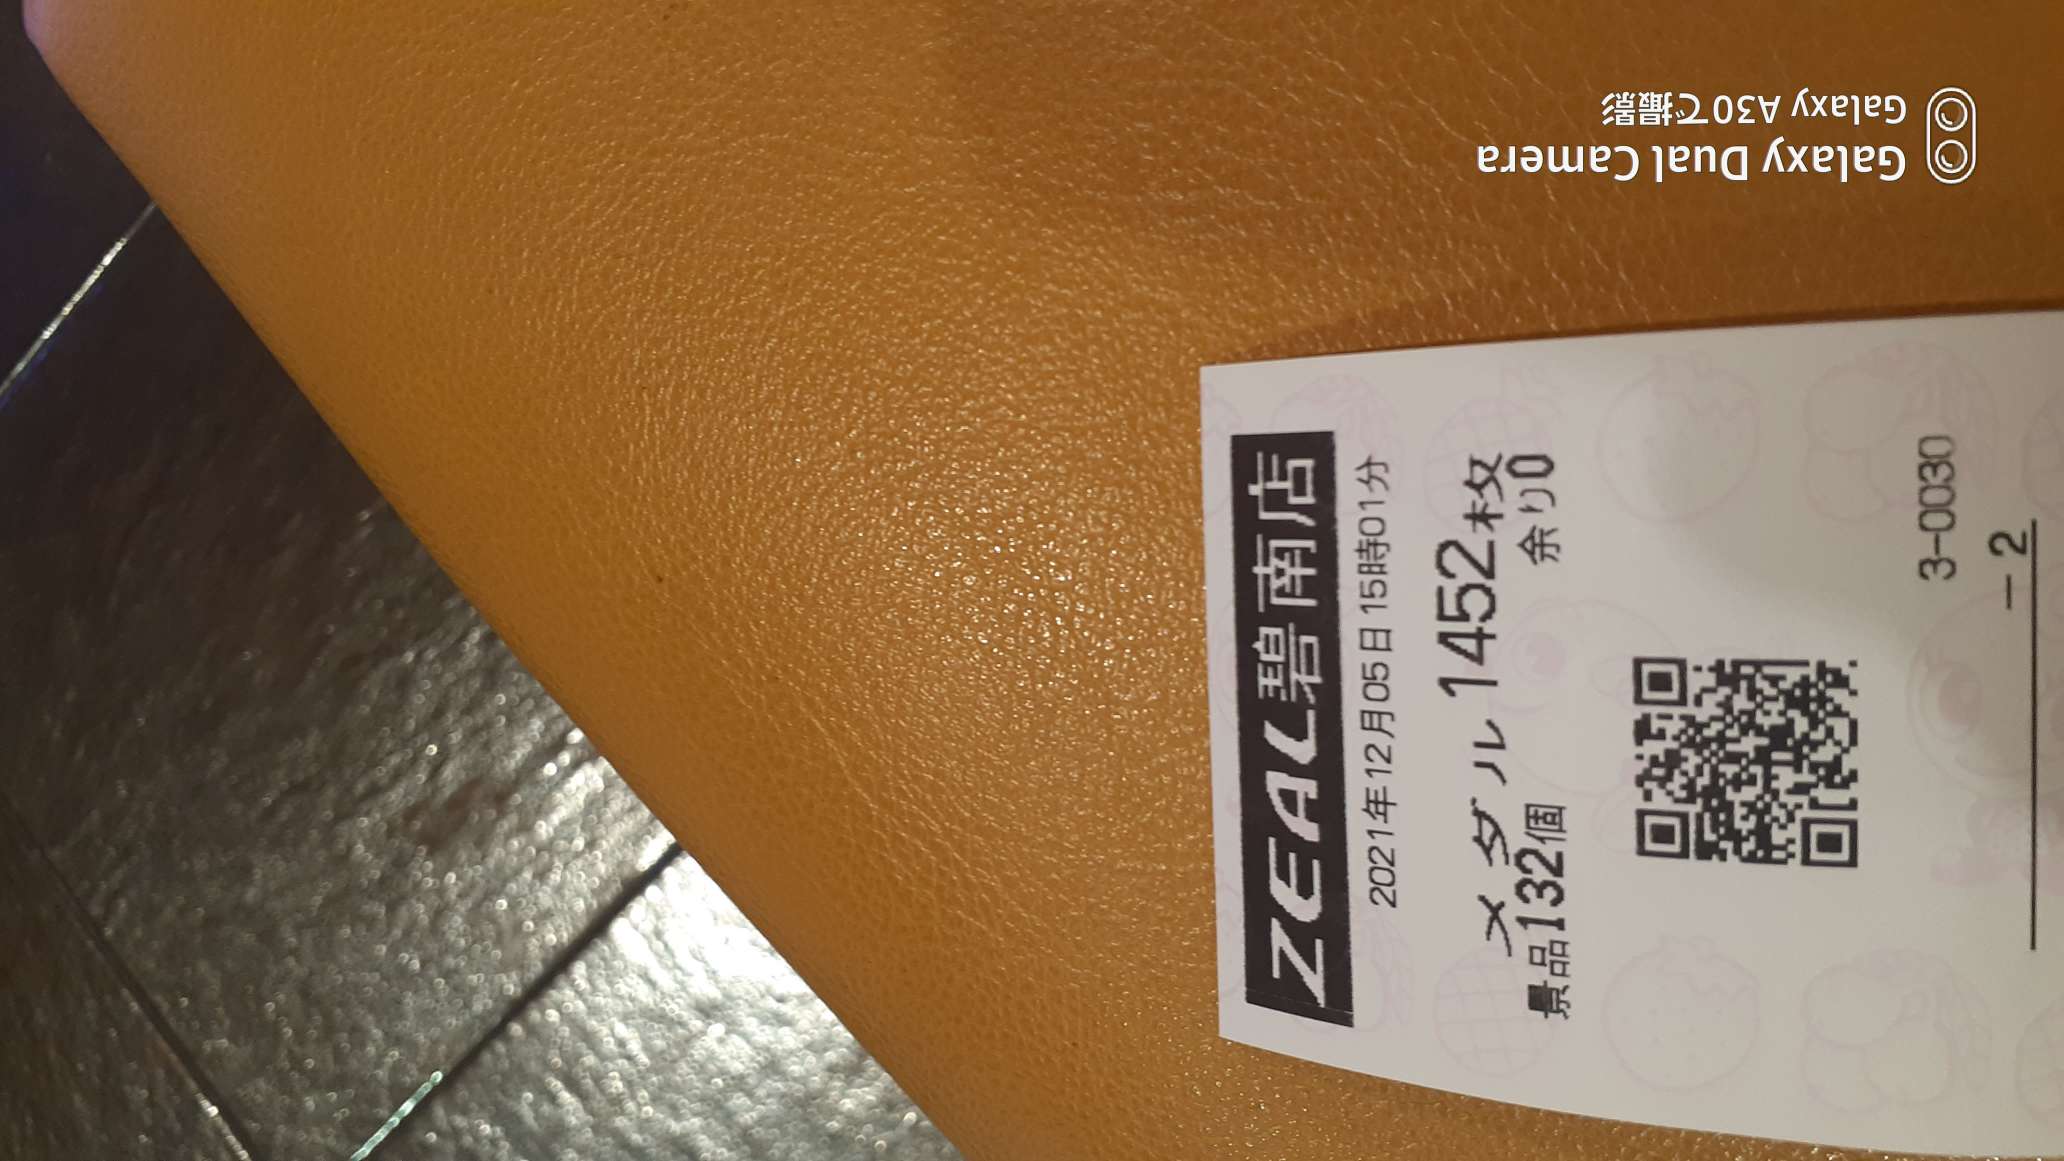 ZEAL碧南店
2021年12月05日 15時01分
メダル 1452枚
景品132個 余り0
3-0030
-2
Galaxy Dual Camera
Galaxy A30で撮影